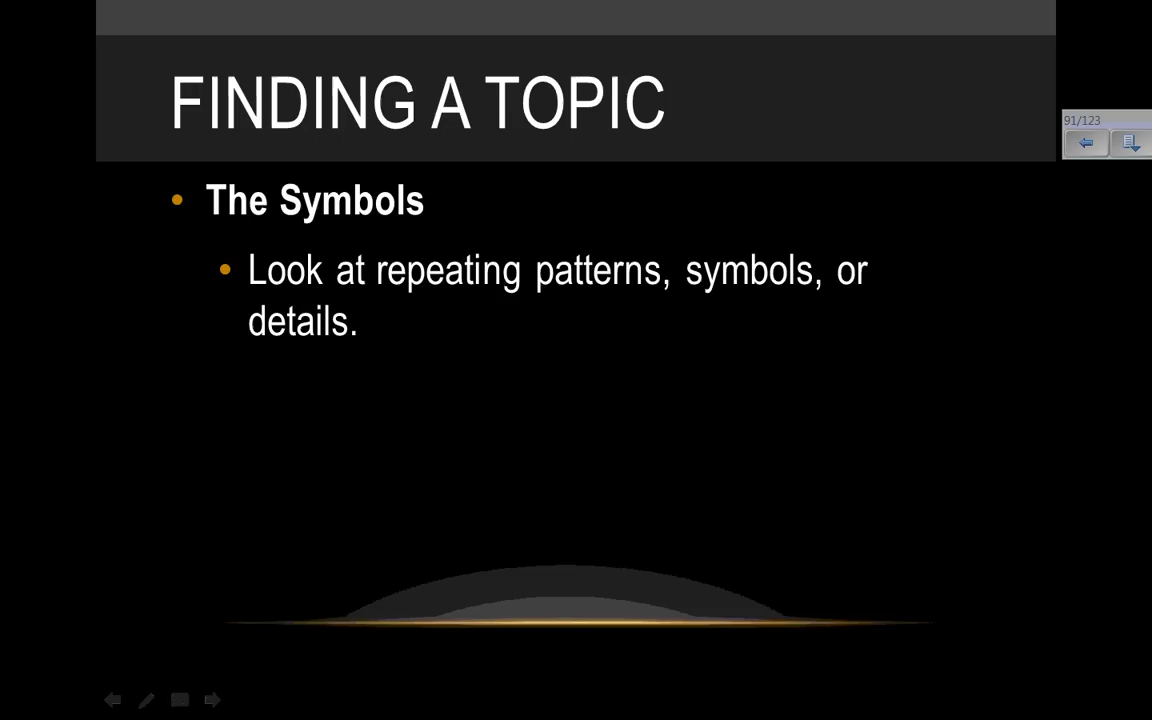 FINDING A TOPIC
91/123
• The Symbols
• Look at repeating patterns, symbols, or
details.